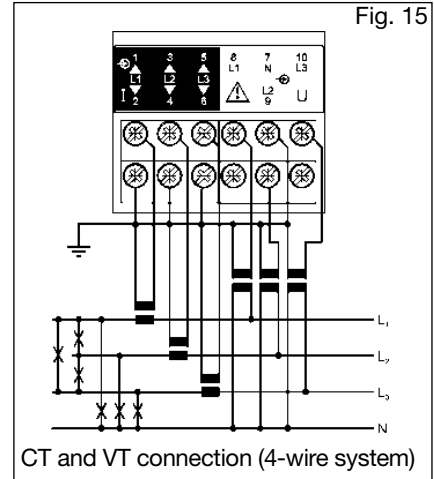 Fig. 15
1 3 5 8 7 10
L1 N L3
L1 L2 L3
I 2 4 6 L2 9 U
L1
L2
L3
N
CT and VT connection (4-wire system)